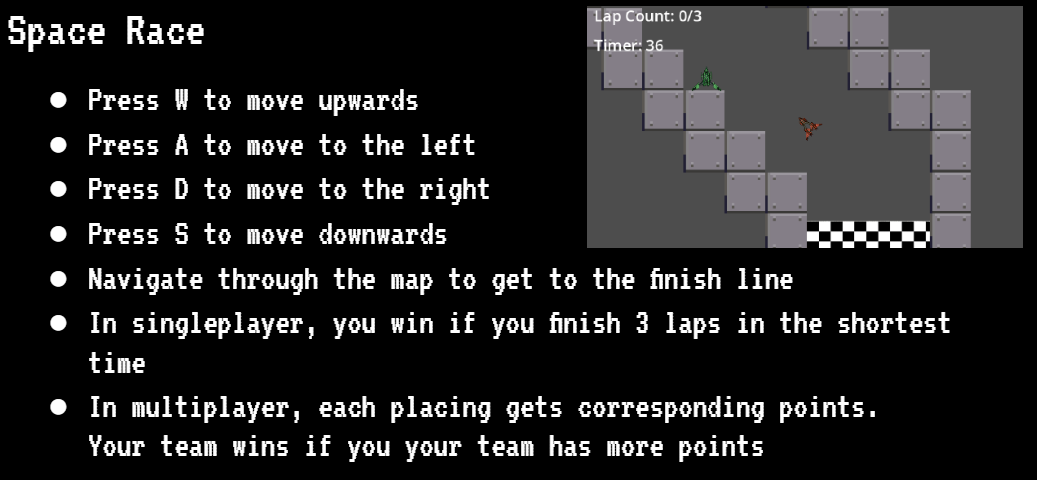 Space Race
Lap Count: 0/3
Timer: 36
● Press W to move upwards
● Press A to move to the left
● Press D to move to the right
● Press S to move downwards
● Navigate through the map to get to the finish line
● In singleplayer, you win if you finish 3 laps in the shortest
time
● In multiplayer, each placing gets corresponding points.
Your team wins if you your team has more points